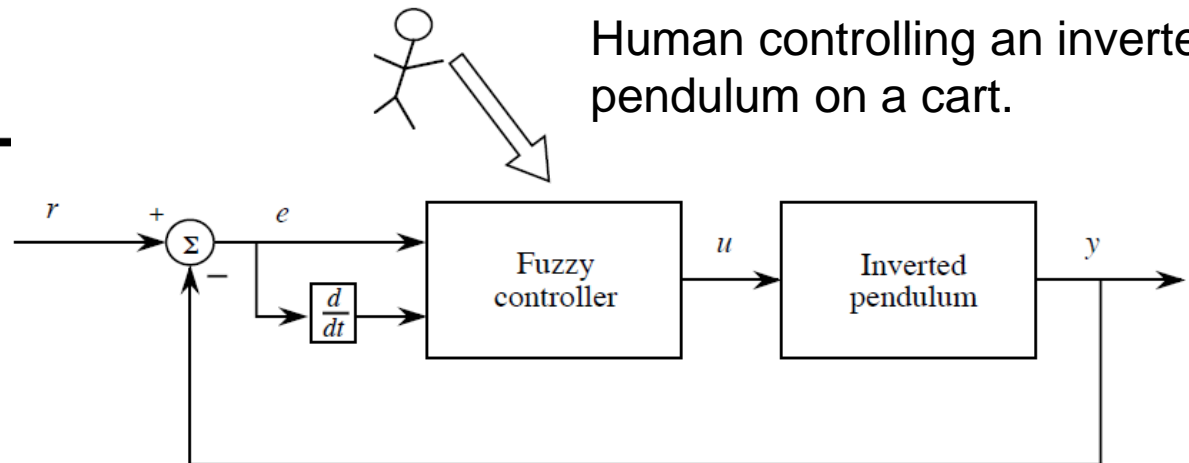 Human controlling an inverte
pendulum on a cart.
r
+
Σ
−
e
d
dt
Fuzzy
controller
u
Inverted
pendulum
y